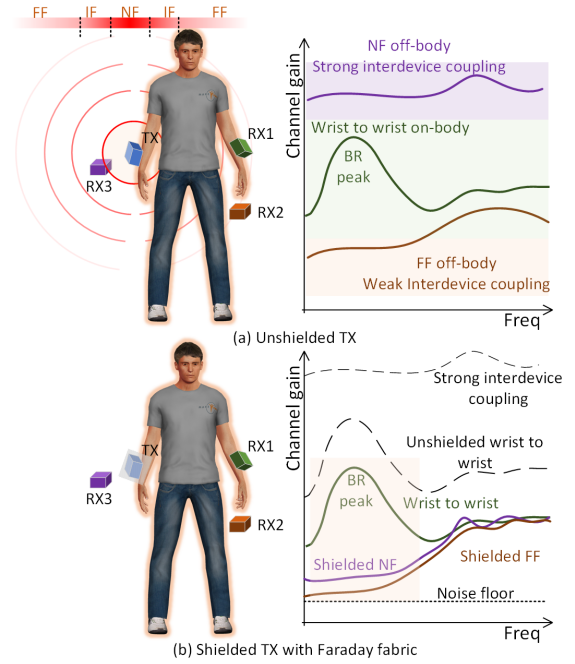 FF IF NF IF FF
NF off-body
Strong interdevice coupling
Channel gain
Wrist to wrist on-body
BR
peak
TX
RX1
RX3
RX2
FF off-body
Weak Interdevice coupling
Freq
(a) Unshielded TX
Channel gain
Strong interdevice
coupling
Unshielded wrist to
wrist
TX
RX1
RX3
RX2
BR
peak
Wrist to wrist
Shielded NF
Shielded FF
Noise floor
Freq
(b) Shielded TX with Faraday fabric